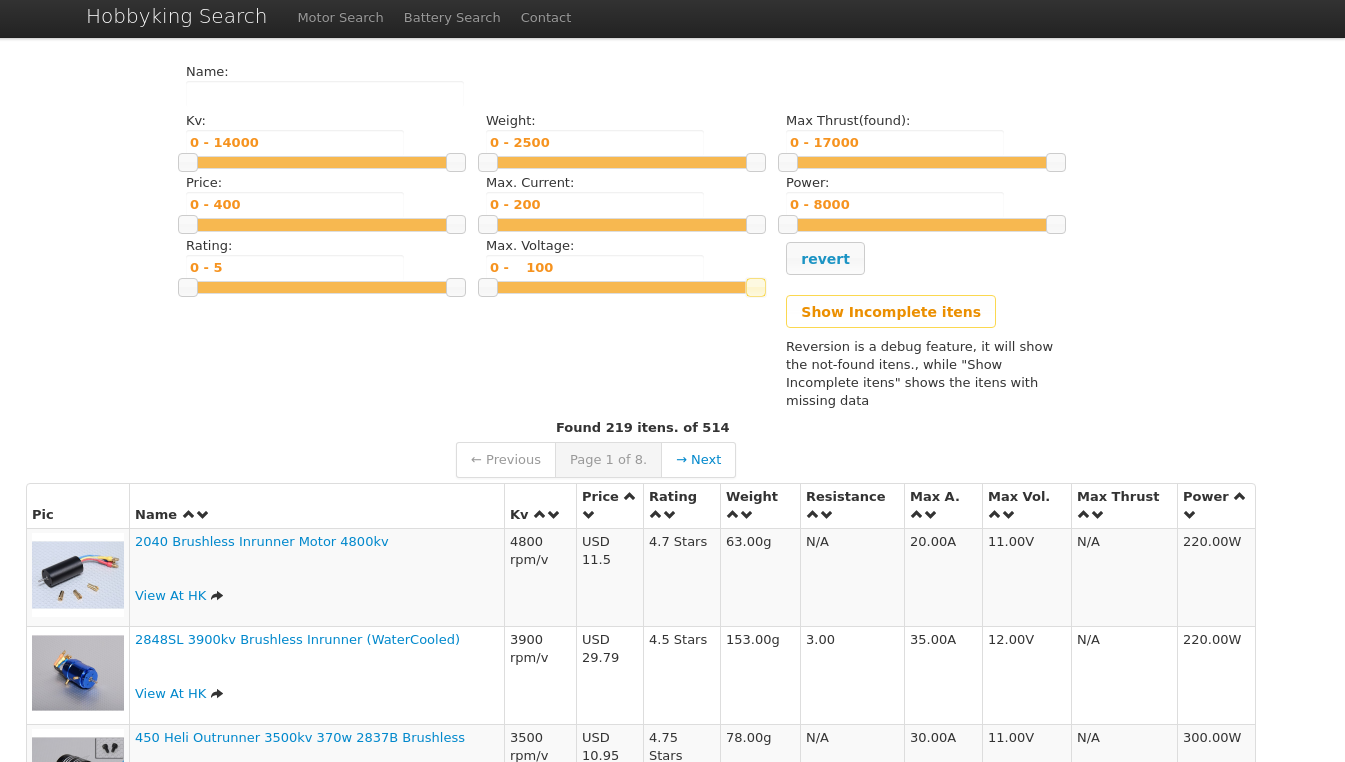 Hobbyking Search Motor Search Battery Search Contact
Name:
Kv: Weight: Max Thrust(found):
0 - 14000 0 - 2500 0 - 17000
Price: Max. Current: Power:
0 - 400 0 - 200 0 - 8000
Rating: Max. Voltage:
0 - 5 0 - 100
revert
Show Incomplete itens
Reversion is a debug feature, it will show
the not-found itens., while "Show
Incomplete itens" shows the itens with
missing data
Found 219 itens. of 514
← Previous Page 1 of 8. → Next
Pic Name Kv Price Rating Weight Resistance Max A. Max Vol. Max Thrust Power
2040 Brushless Inrunner Motor 4800kv 4800 USD 4.7 Stars 63.00g N/A 20.00A 11.00V N/A 220.00W
rpm/v 11.5
View At HK
2848SL 3900kv Brushless Inrunner (WaterCooled) 3900 USD 4.5 Stars 153.00g 3.00 35.00A 12.00V N/A 220.00W
rpm/v 29.79
View At HK
450 Heli Outrunner 3500kv 370w 2837B Brushless 3500 USD 4.75 78.00g N/A 30.00A 11.00V N/A 300.00W
rpm/v 10.95 Stars